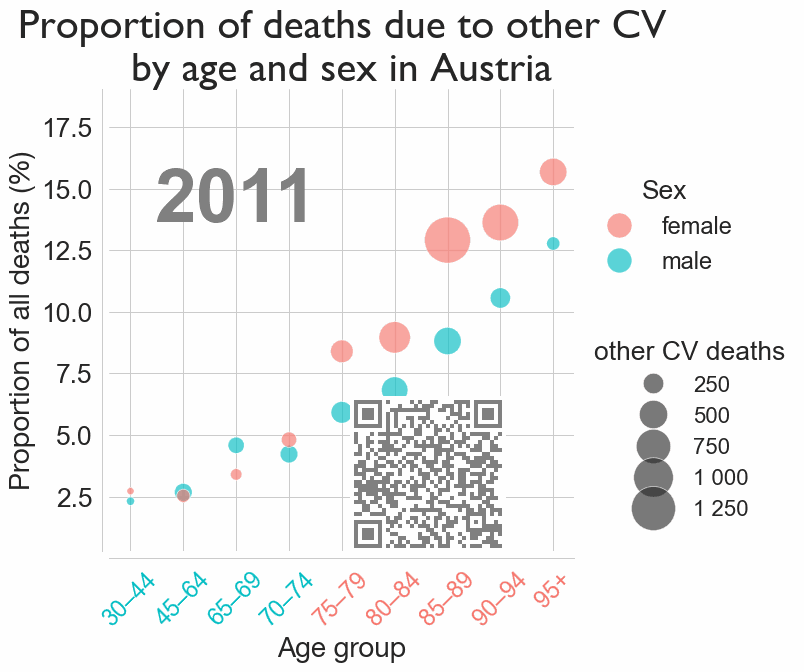 Proportion of deaths due to other CV
by age and sex in Austria
Proportion of all deaths (%)
17.5
15.0
12.5
10.0
7.5
5.0
2.5
2011
30–44
45–64
65–69
70–74
75–79
80–84
85–89
90–94
95+
Age group
Sex
female
male
other CV deaths
250
500
750
1 000
1 250